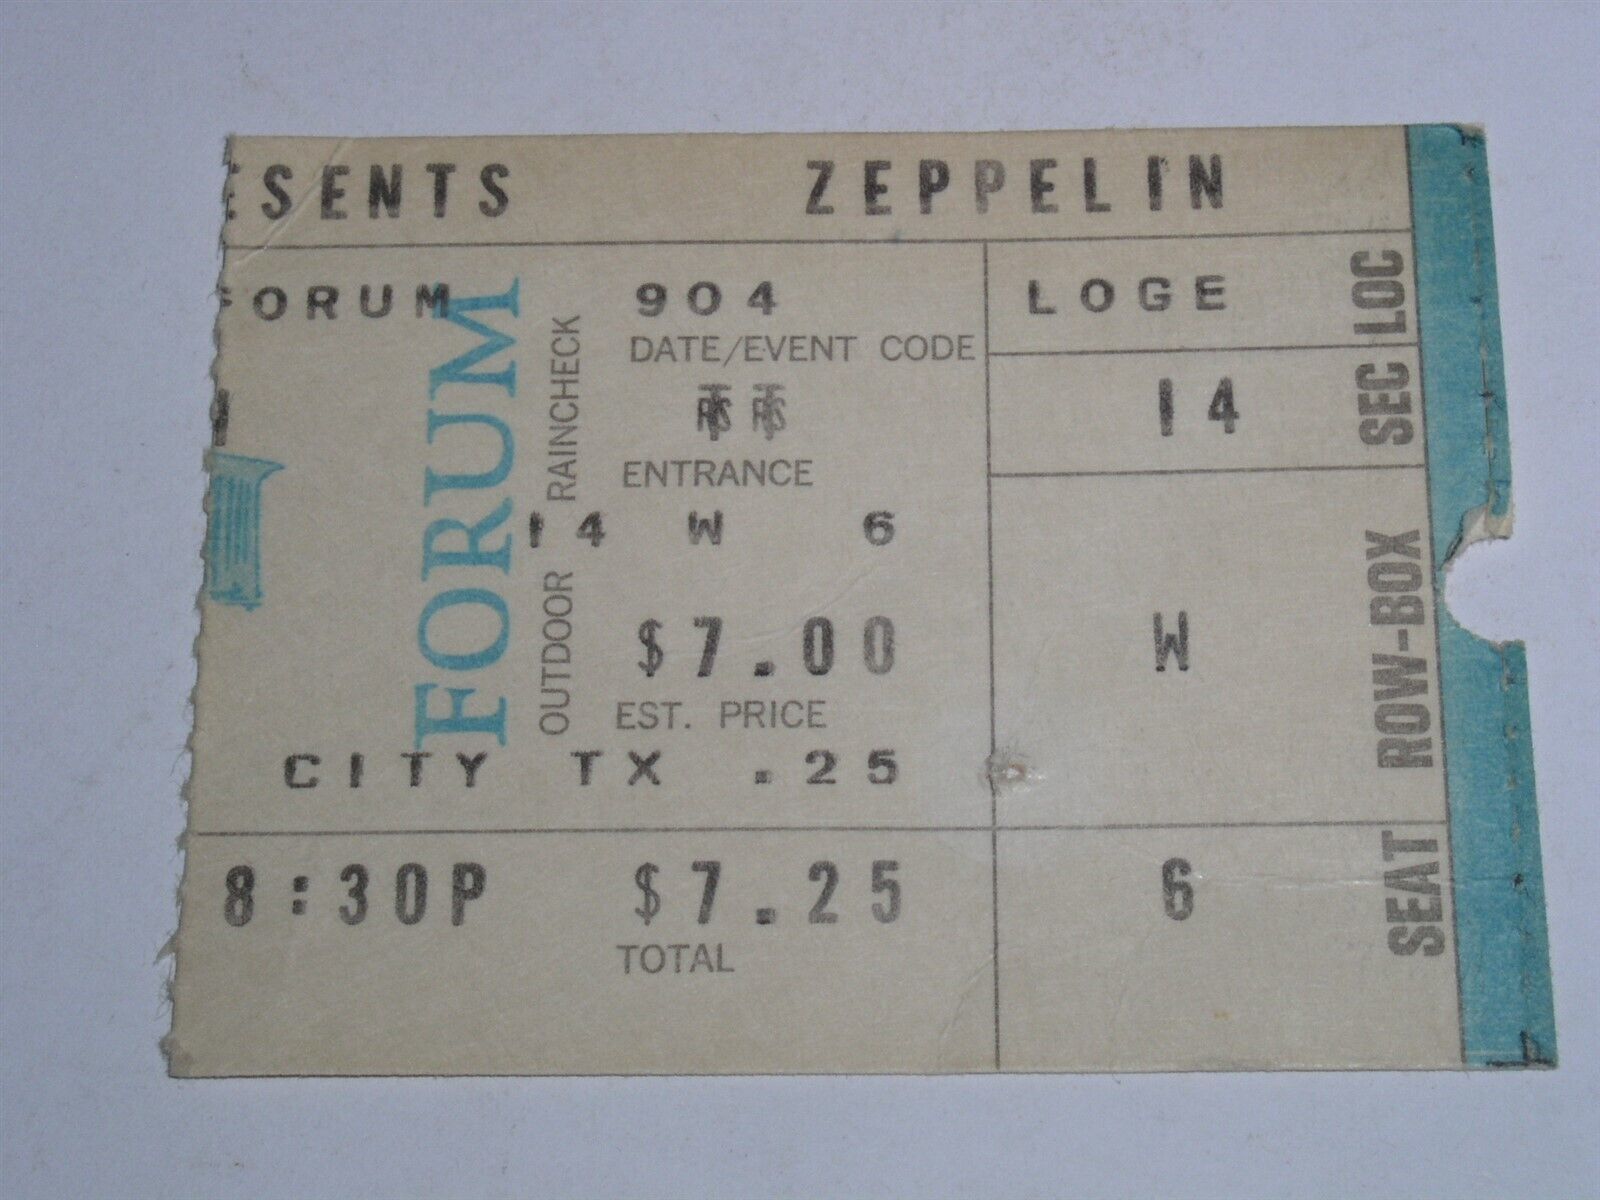 ESENTS ZEPPELIN
FORUM 904 LOGE
DATE/EVENT CODE
14
ENTRANCE
14 W 6
$7.00 W
EST. PRICE
CITY TX .25
8:30P $7.25 6
TOTAL
FORUM
OUTDOOR RAINCHECK
SEC LOC
ROW-BOX
SEAT